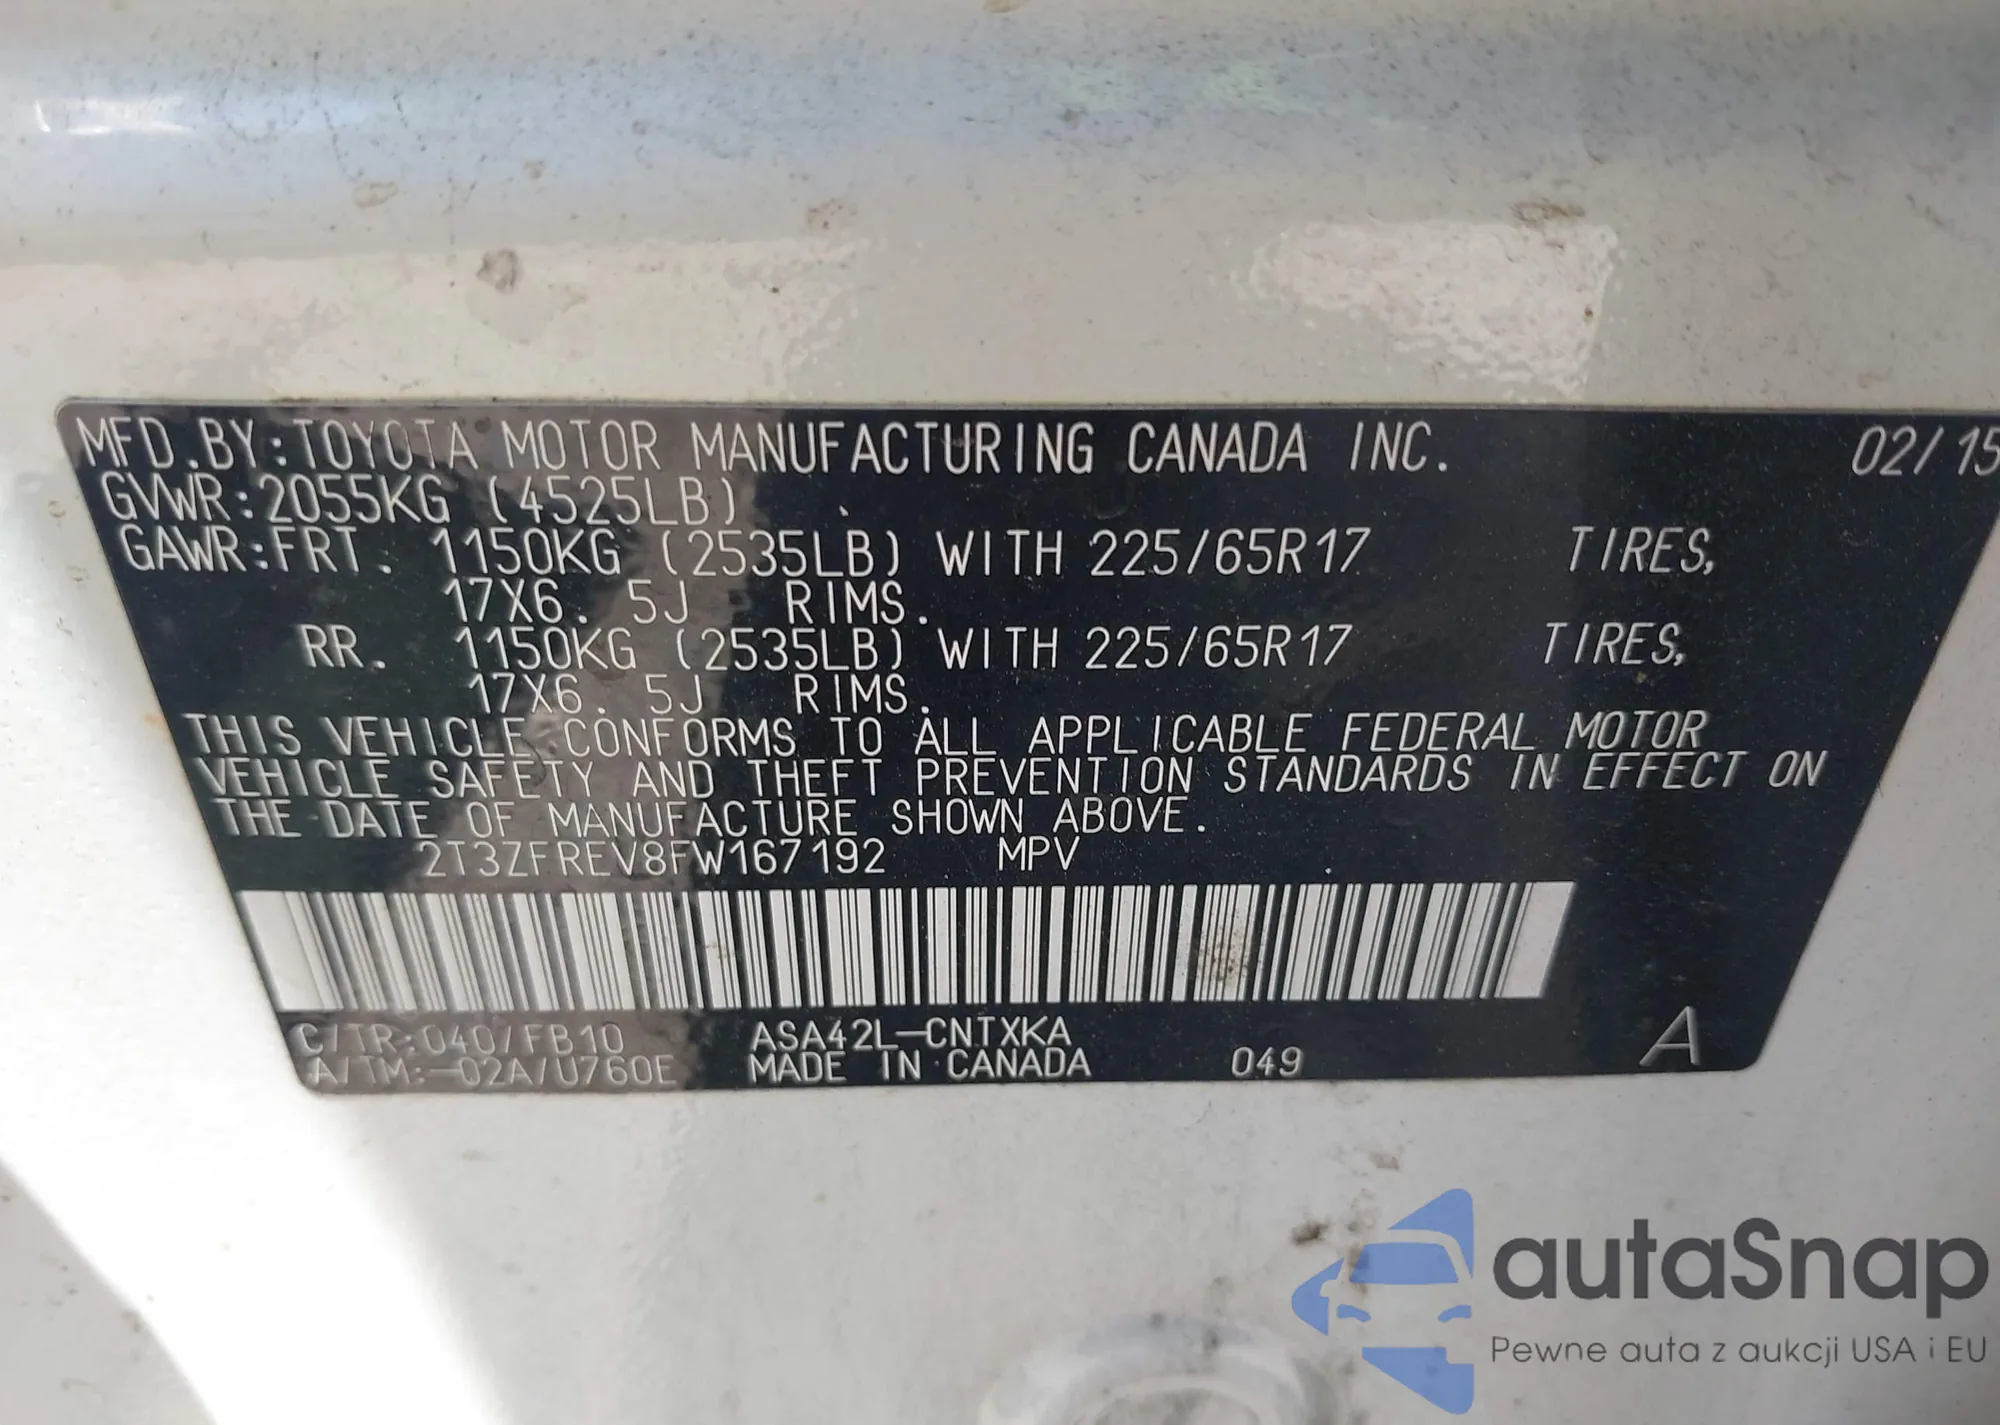 MFD.BY:TOYOTA MOTOR MANUFACTURING CANADA INC. 02/15
GVWR:2055KG (4525LB)
GAWR:FRT. 1150KG (2535LB) WITH 225/65R17 TIRES,
17X6.5J RIMS.
RR. 1150KG (2535LB) WITH 225/65R17 TIRES,
17X6.5J RIMS.
THIS VEHICLE CONFORMS TO ALL APPLICABLE FEDERAL MOTOR
VEHICLE SAFETY AND THEFT PREVENTION STANDARDS IN EFFECT ON
THE DATE OF MANUFACTURE SHOWN ABOVE.
2T3ZFREV8FW167192 MPV
C/TR:040/FB10 ASA42L-CNTXKA
A/TM:-02A/U760E MADE IN CANADA 049 A
autaSnap
Pewne auta z aukcji USA i EU